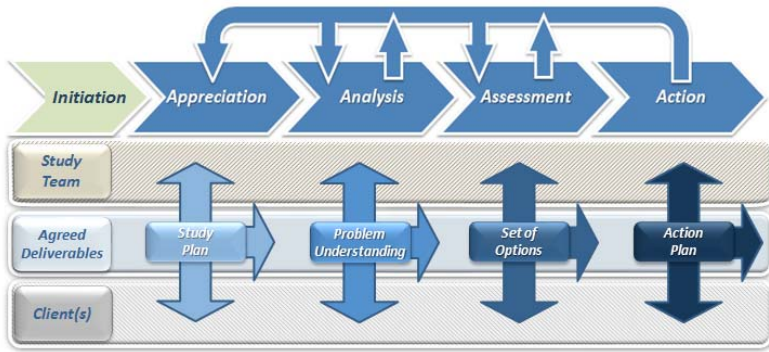 Initiation
Appreciation
Analysis
Assessment
Action
Study
Team
Agreed
Deliverables
Study
Plan
Problem
Understanding
Set of
Options
Action
Plan
Client(s)